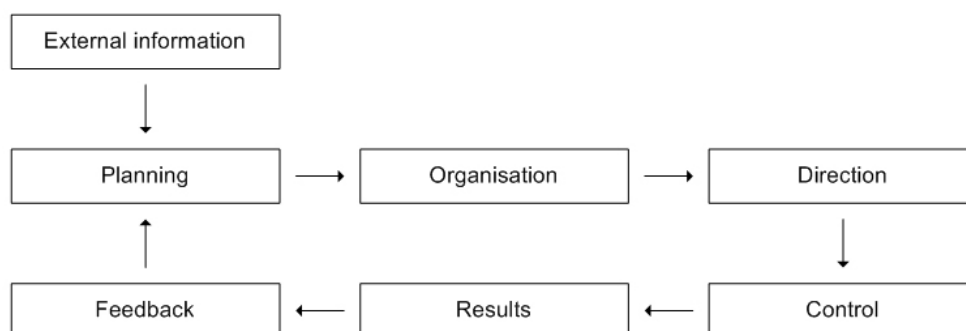 External information
Planning
Organisation
Direction
Feedback
Results
Control